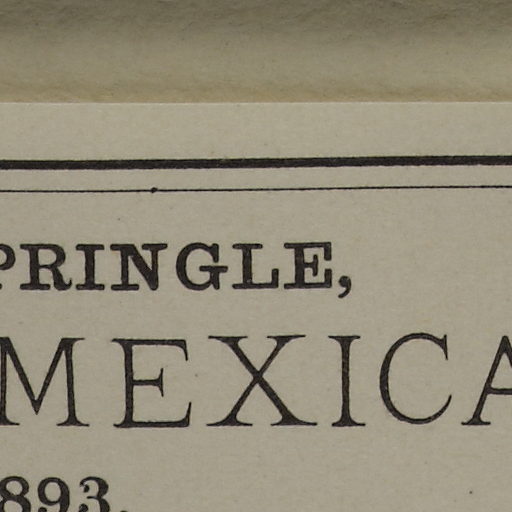 PRINGLE,
MEXICA
893.